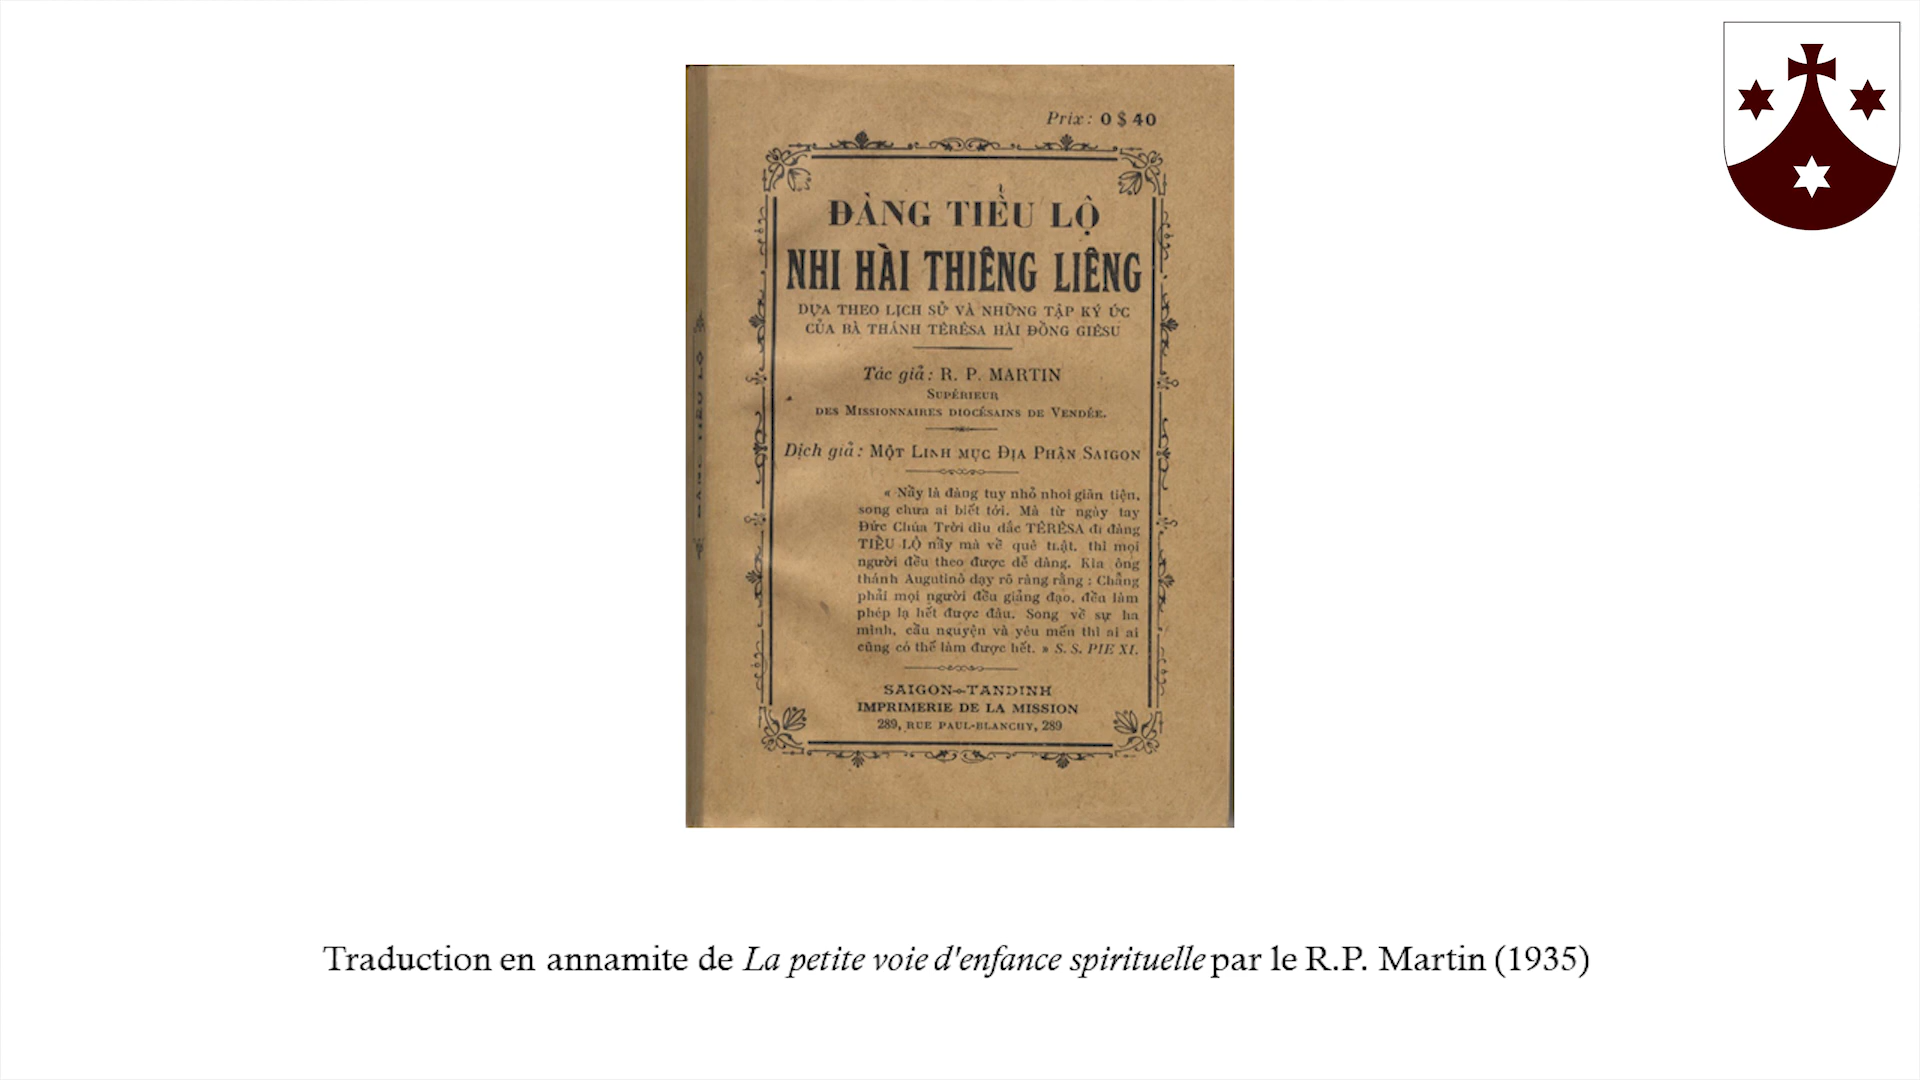 Prix: 0 $ 40
ĐÀNG TIỂU LỘ
NHI HÀI THIÊNG LIÊNG
DỰA THEO LỊCH SỬ VÀ NHỮNG TẬP KÝ ỨC
CỦA BÀ THÁNH TÊRÊSA HÀI ĐỒNG GIÊSU
Tác giả: R. P. MARTIN
SUPÉRIEUR
DES MISSIONNAIRES DIOCÉSAINS DE VENDÉE.
Dịch giả: MỘT LINH MỤC ĐỊA PHẬN SAIGON
« Nầy là đàng tuy nhỏ nhoi giản tiện,
song chưa ai biết tới. Mà từ ngày tay
Đức Chúa Trời dìu dắc TÊRÊSA đi đàng
TIỂU LỘ nầy mà về quê thật, thì mọi
người đều theo được dễ dàng. Kìa ông
thánh Augutinô dạy rõ ràng rằng : Chẳng
phải mọi người đều giảng đạo, đều làm
phép lạ hết được đâu. Song về sự hạ
mình, cầu nguyện và yêu mến thì ai ai
cũng có thể làm được hết. » S. S. PIE XI.
SAIGON-TANDINH
IMPRIMERIE DE LA MISSION
289, RUE PAUL-BLANCHY, 289
Traduction en annamite de La petite voie d'enfance spirituelle par le R.P. Martin (1935)